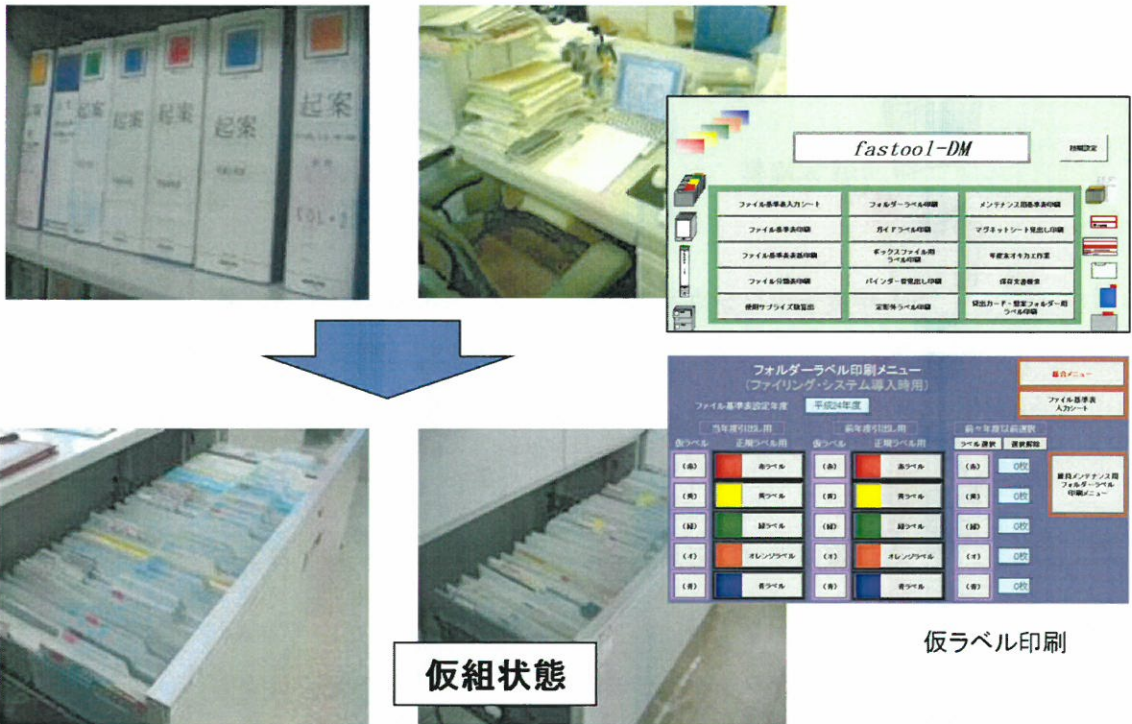 起案
起案
起案
起案
起案
fastool-DM
初期設定
ファイル基準表入力シート
フォルダーラベル印刷
メンテナンス用基準表印刷
ファイル基準表印刷
ガイドラベル印刷
マグネットシート見出し印刷
ファイル基準表表紙印刷
ボックスファイル用
ラベル印刷
年度末オキカエ作業
ファイル分類表印刷
バインダー背見出し印刷
保存文書検索
使用サプライズ数算出
定形外ラベル印刷
貸出カード・懸案フォルダー用
ラベル印刷
フォルダーラベル印刷メニュー
(ファイリング・システム導入時用)
総合メニュー
ファイル基準表設定年度 平成24年度
ファイル基準表
入力シート
当年度引出し用 前年度引出し用 前々年度以前選択
仮ラベル 正規ラベル用 仮ラベル 正規ラベル用 ラベル選択 選択解除
(赤) 赤ラベル (赤) 赤ラベル (赤) 0枚
維持メンテナンス用
フォルダーラベル
印刷メニュー
(黄) 黄ラベル (黄) 黄ラベル (黄) 0枚
(緑) 緑ラベル (緑) 緑ラベル (緑) 0枚
(オ) オレンジラベル (オ) オレンジラベル (オ) 0枚
(青) 青ラベル (青) 青ラベル (青) 0枚
仮ラベル印刷
仮組状態